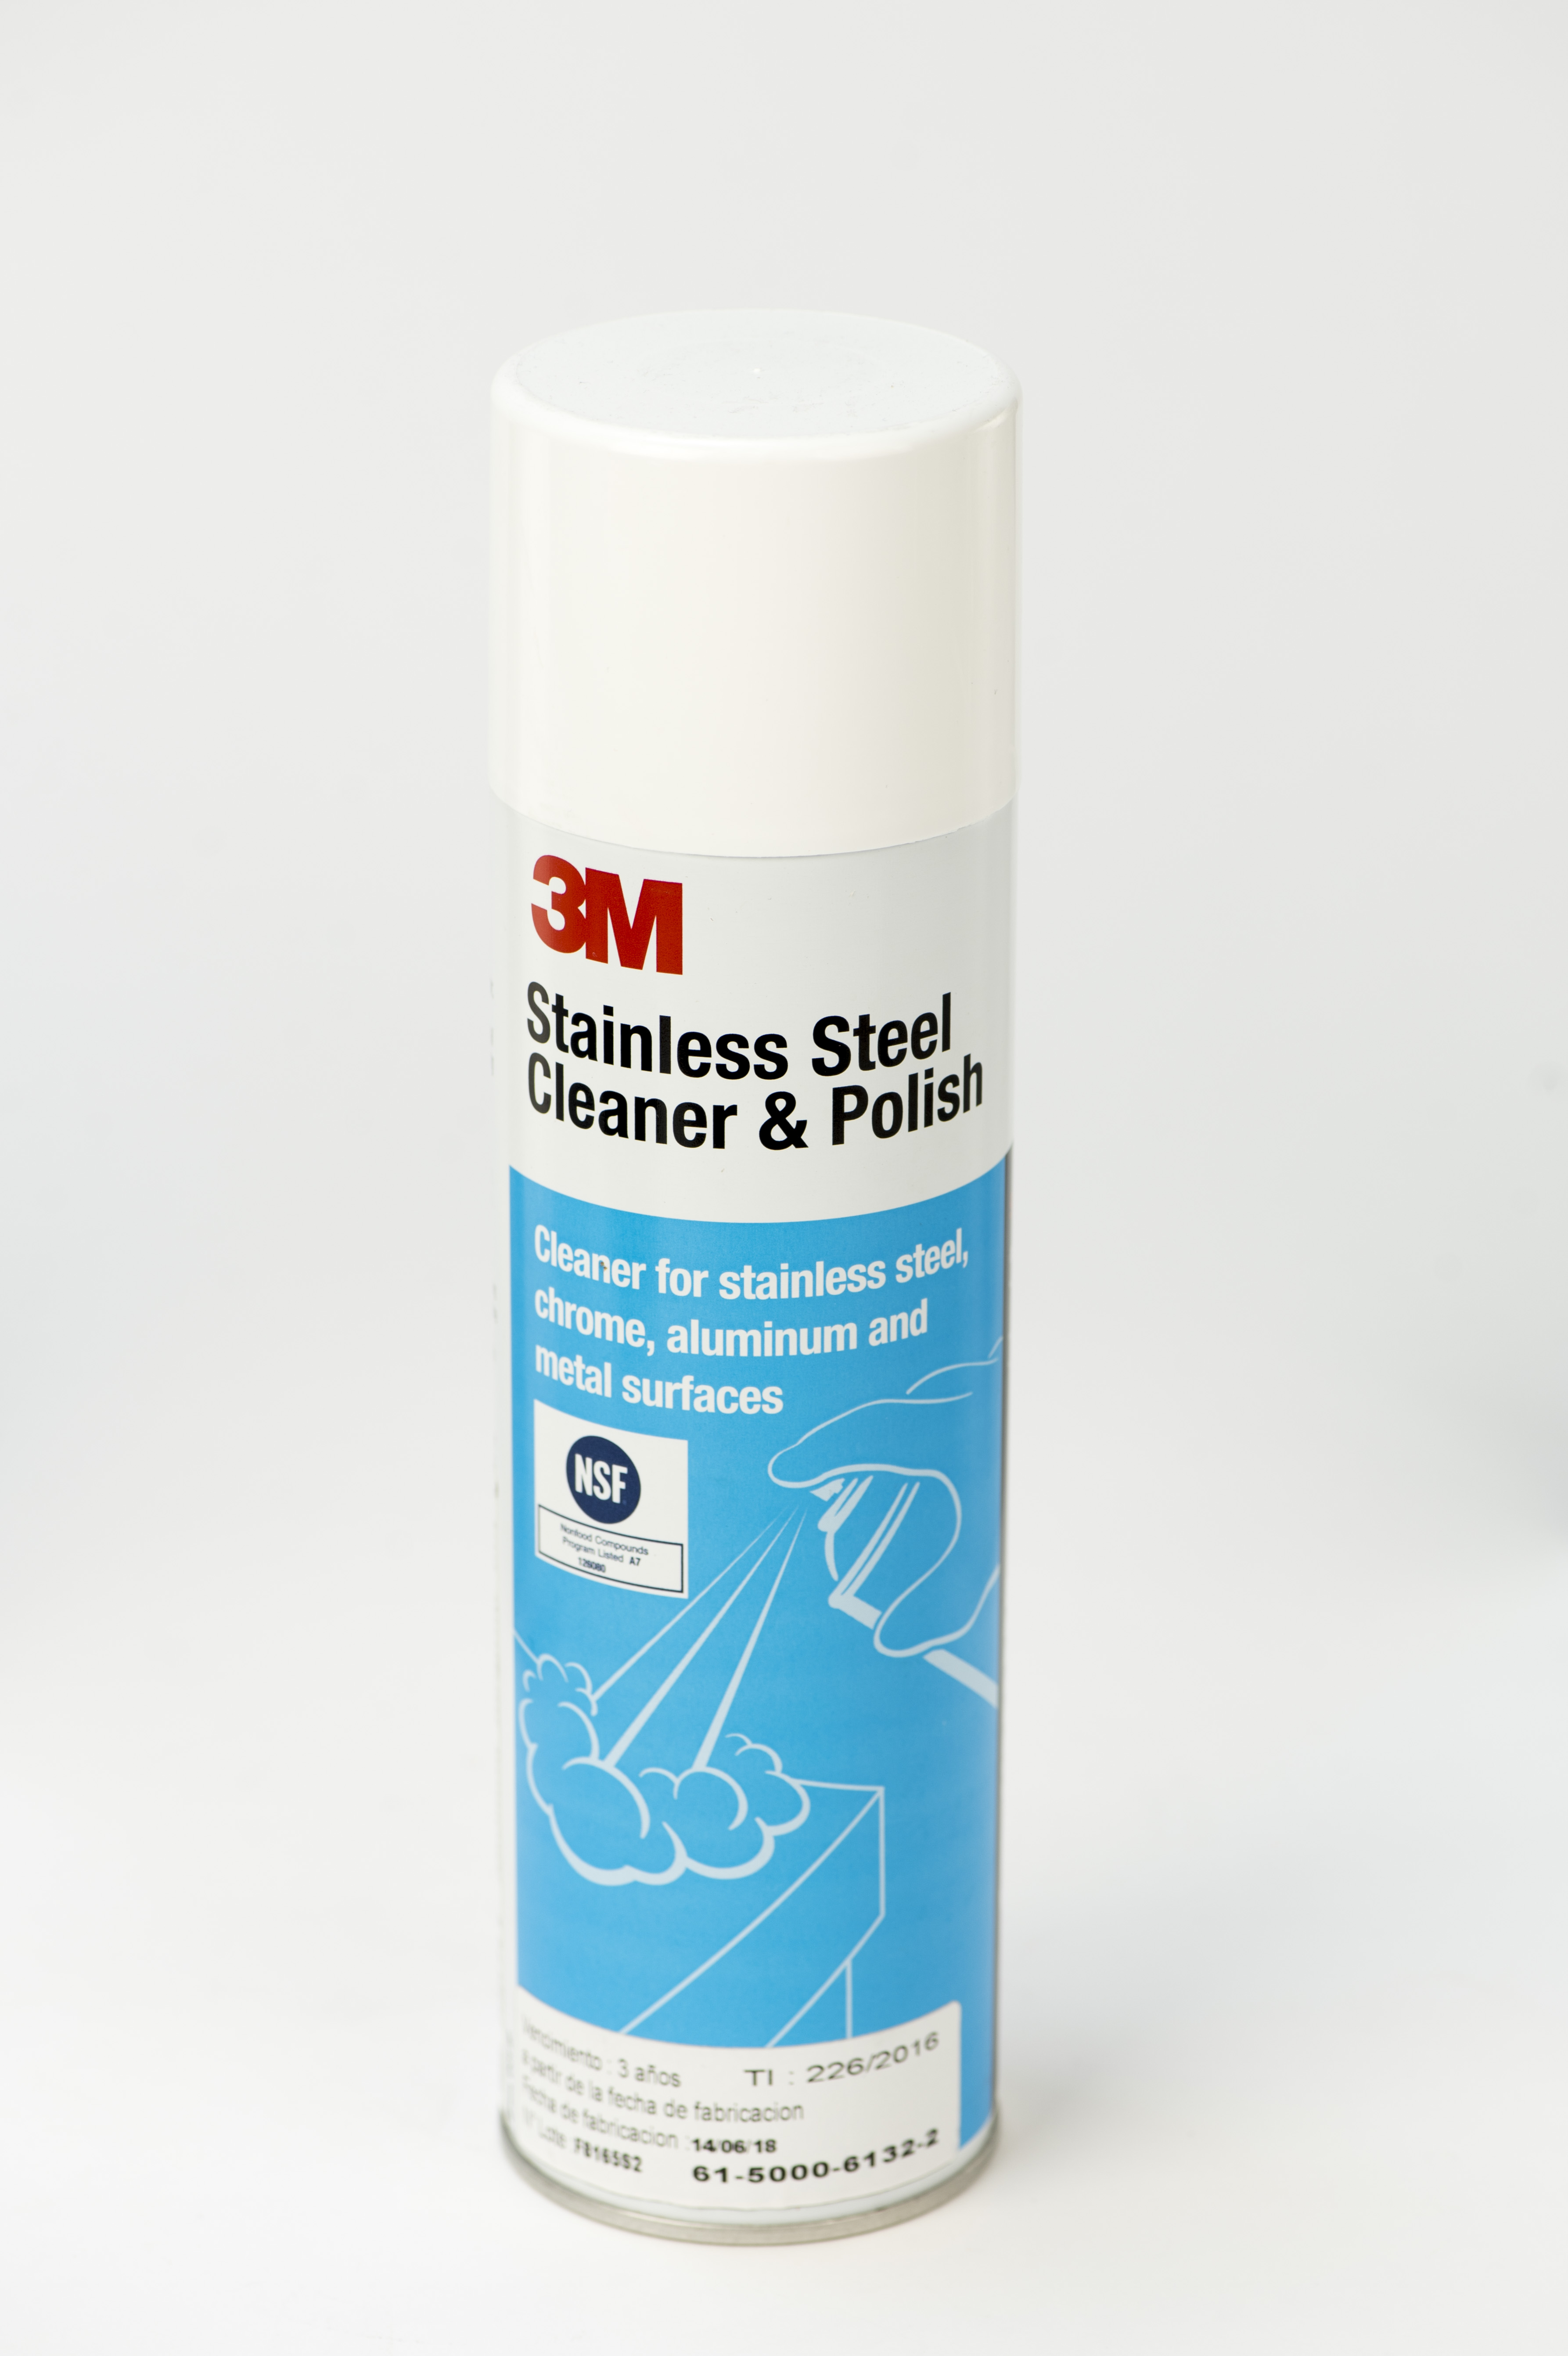 3M
Stainless Steel
Cleaner & Polish
Cleaner for stainless steel,
chrome, aluminum and
metal surfaces
NSF
Nonfood Compounds
Program Listed A7
126080
Vencimiento : 3 años TI : 226/2016
a partir de la fecha de fabricacion
Fecha de fabricacion : 14/06/18
N° Lote :F8165S2 61-5000-6132-2